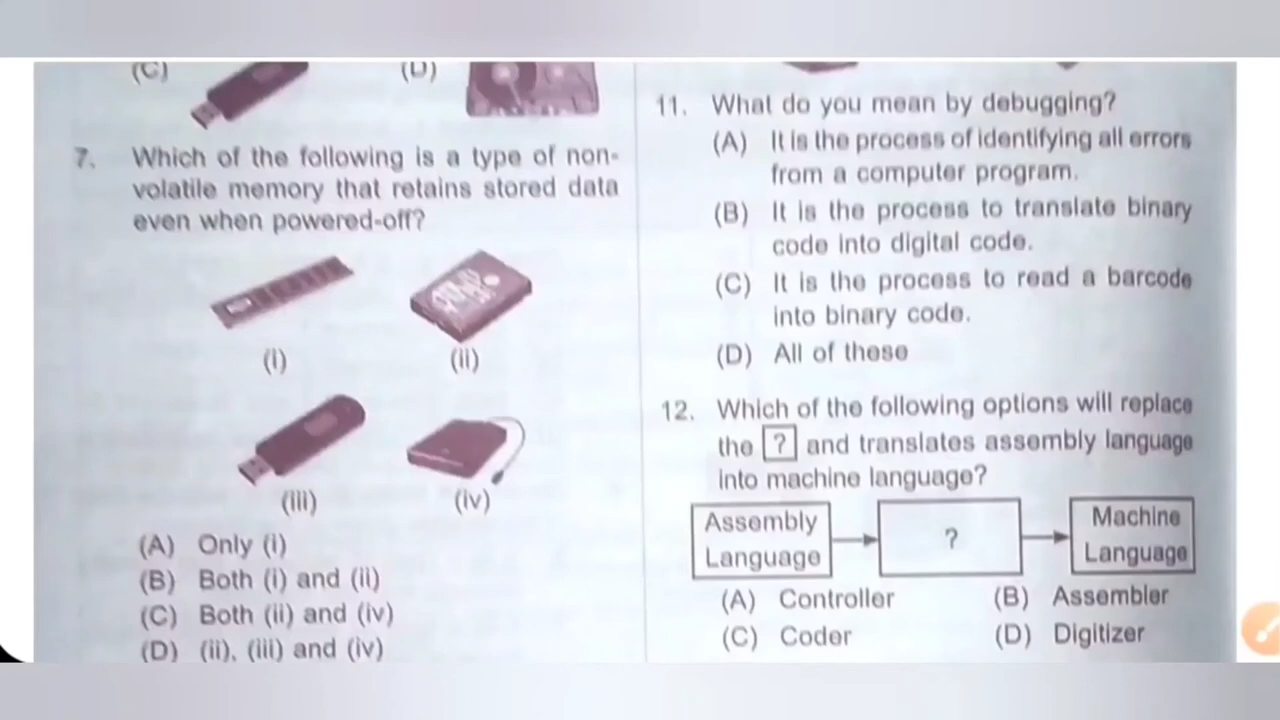 (C)
(D)
7. Which of the following is a type of non-
volatile memory that retains stored data
even when powered-off?
(i)
(ii)
(iii)
(iv)
(A) Only (i)
(B) Both (i) and (ii)
(C) Both (ii) and (iv)
(D) (ii), (iii) and (iv)
11. What do you mean by debugging?
(A) It is the process of identifying all errors
from a computer program.
(B) It is the process to translate binary
code into digital code.
(C) It is the process to read a barcode
into binary code.
(D) All of these
12. Which of the following options will replace
the ? and translates assembly language
into machine language?
Assembly
Language
?
Machine
Language
(A) Controller
(B) Assembler
(C) Coder
(D) Digitizer